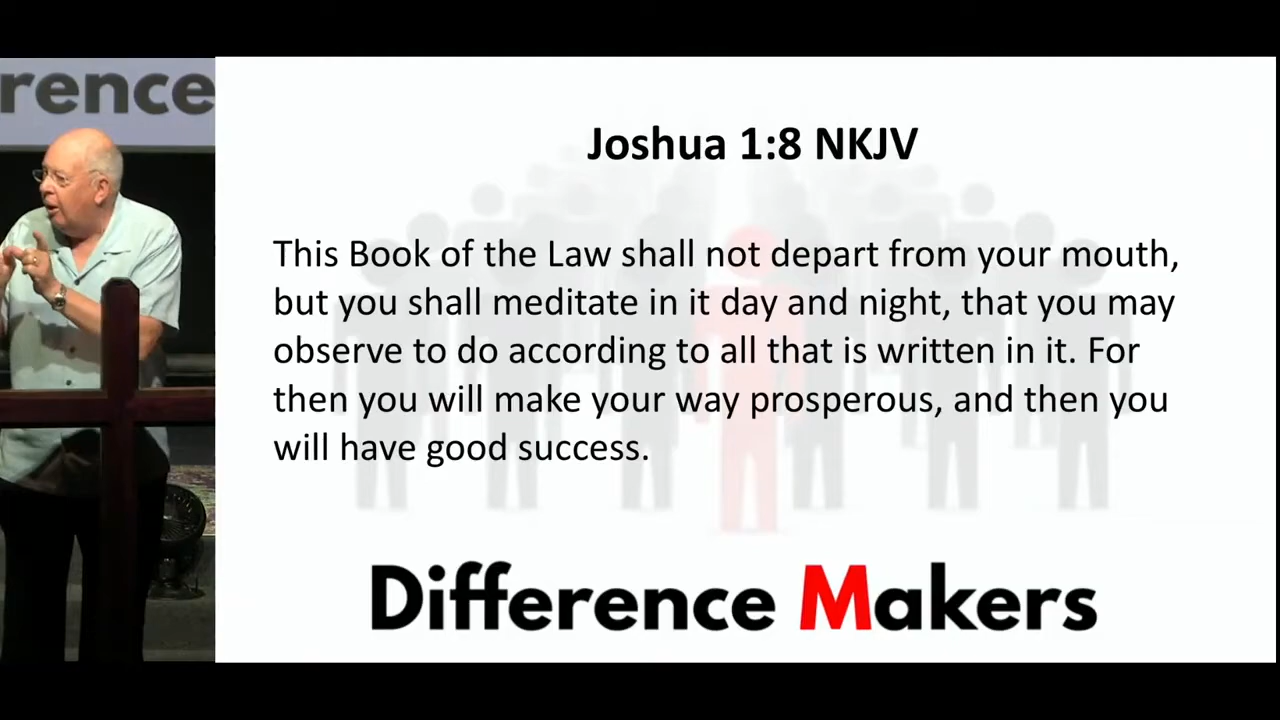 rence
Joshua 1:8 NKJV
This Book of the Law shall not depart from your mouth,
but you shall meditate in it day and night, that you may
observe to do according to all that is written in it. For
then you will make your way prosperous, and then you
will have good success.
Difference Makers